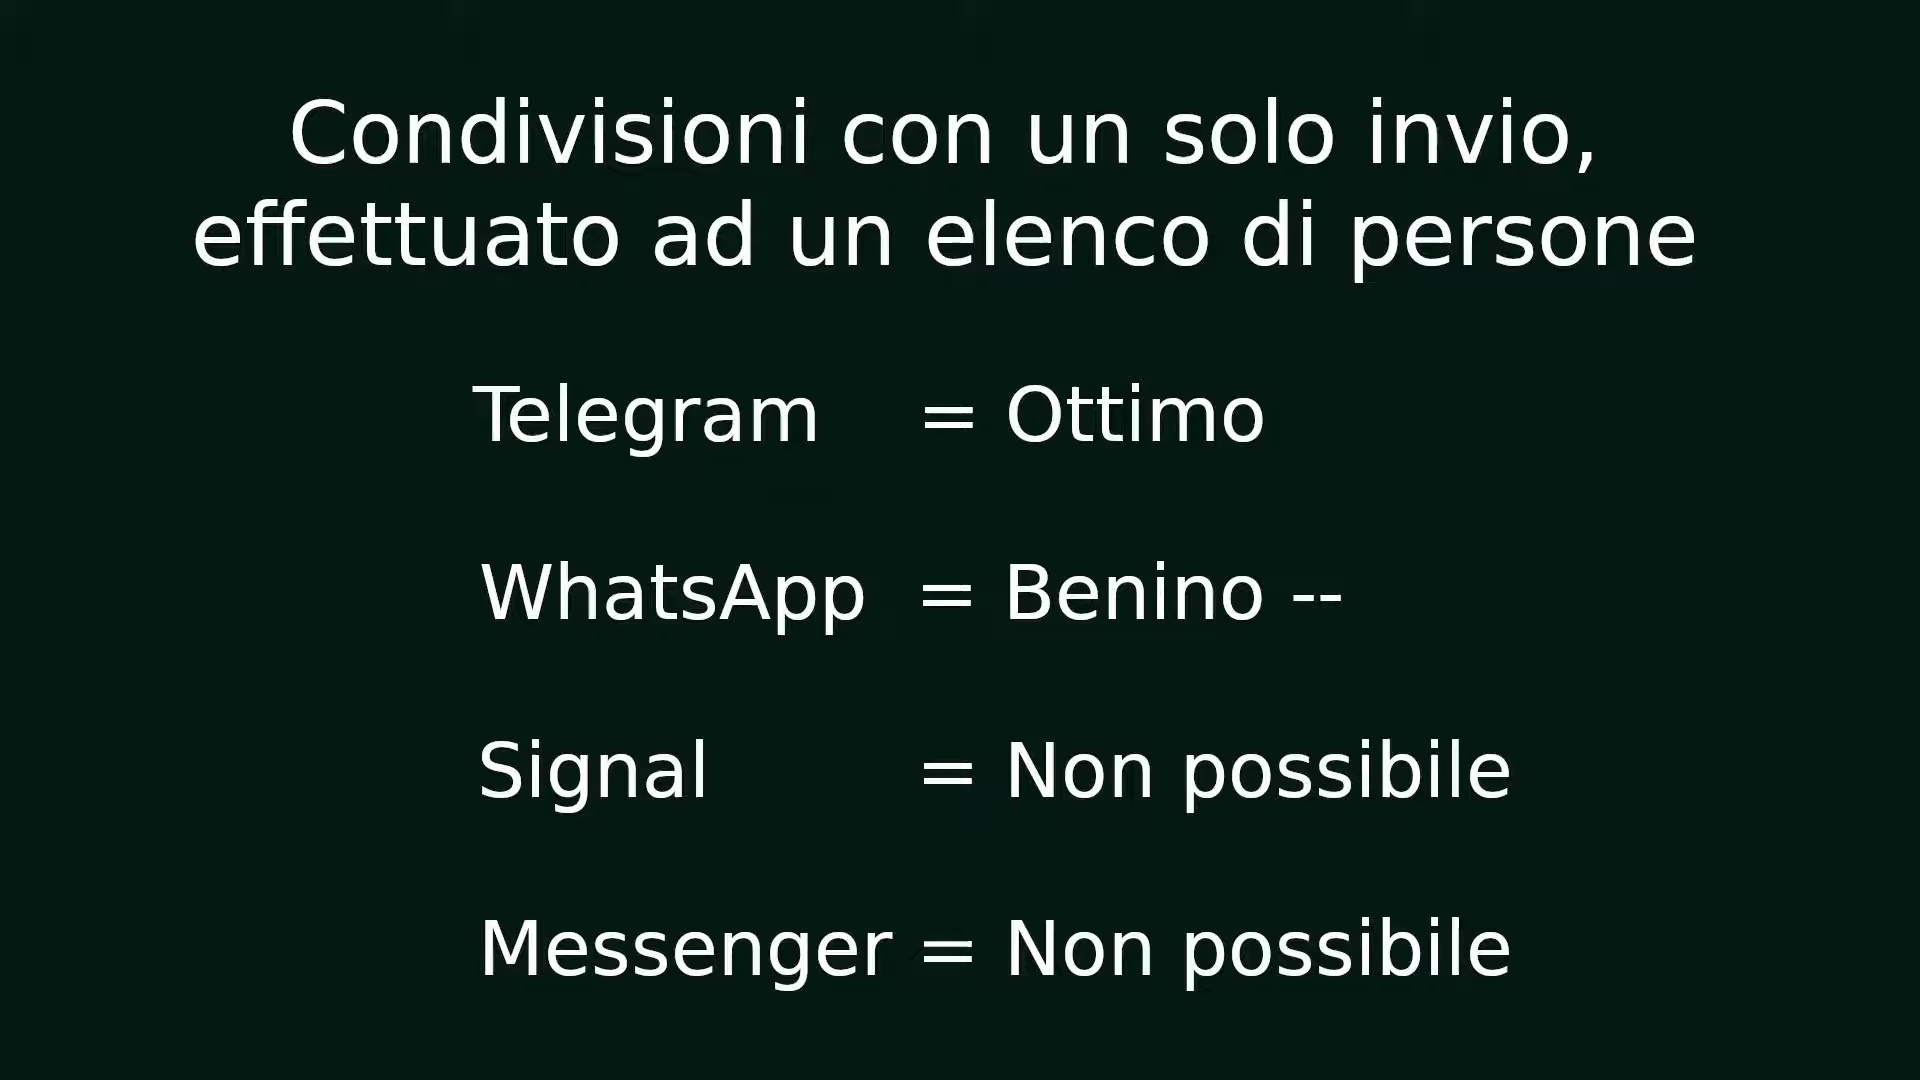 Condivisioni con un solo invio,
effettuato ad un elenco di persone
Telegram = Ottimo
WhatsApp = Benino --
Signal = Non possibile
Messenger = Non possibile